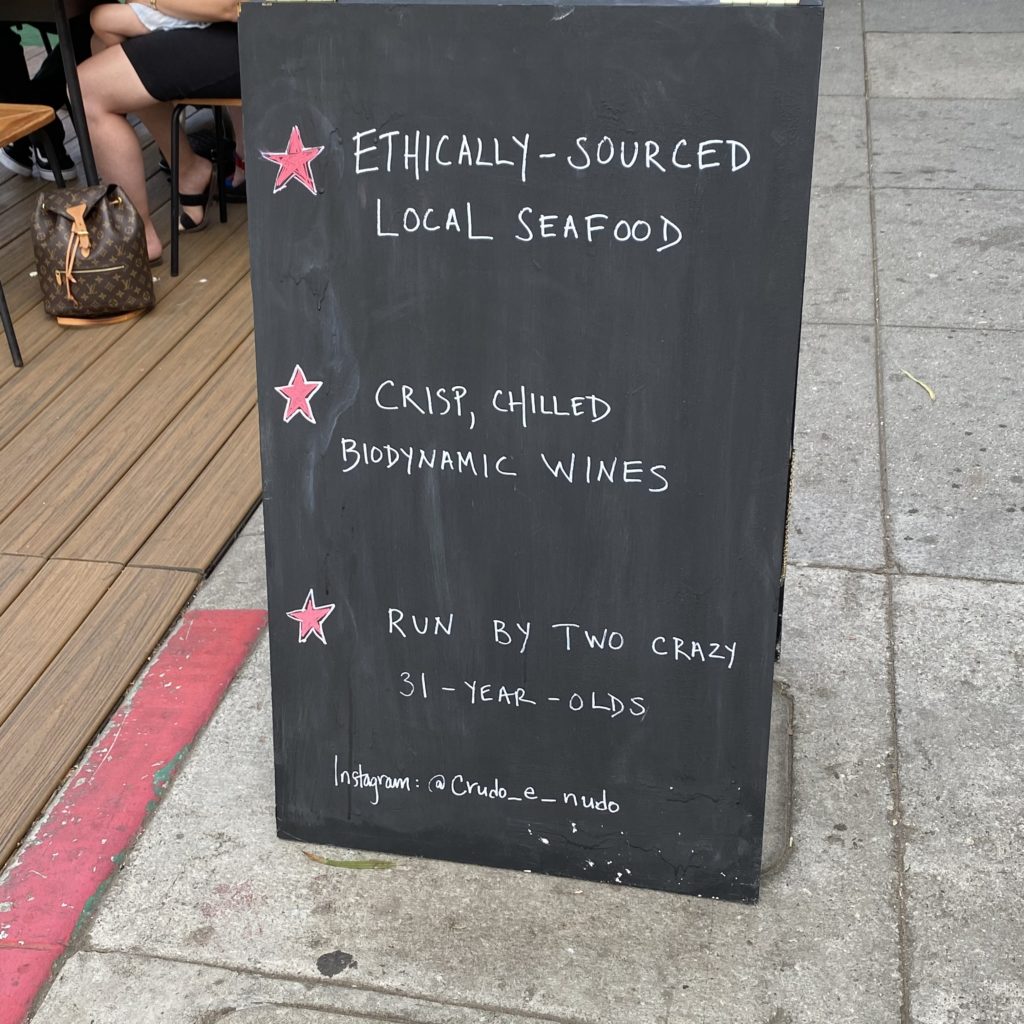 ETHICALLY-SOURCED
LOCAL SEAFOOD
CRISP, CHILLED
BIODYNAMIC WINES
RUN BY TWO CRAZY
31-YEAR-OLDS
Instagram: @Crudo_e_nudo